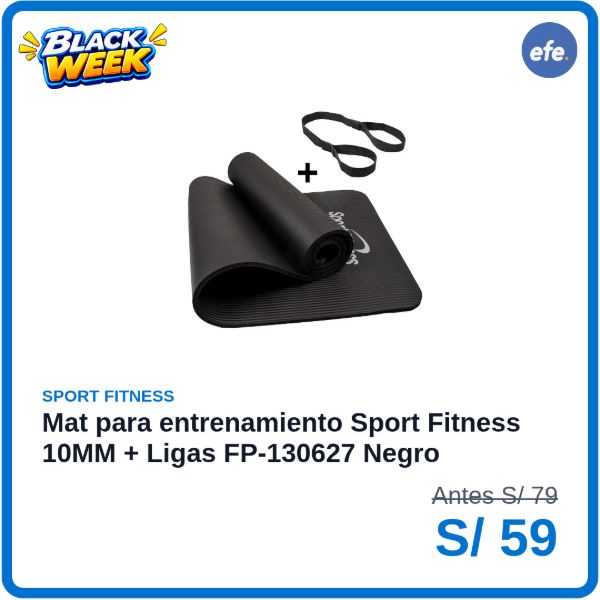 BLACK
WEEK
efe.
+
SPORT FITNESS
Mat para entrenamiento Sport Fitness
10MM + Ligas FP-130627 Negro
Antes S/ 79
S/ 59